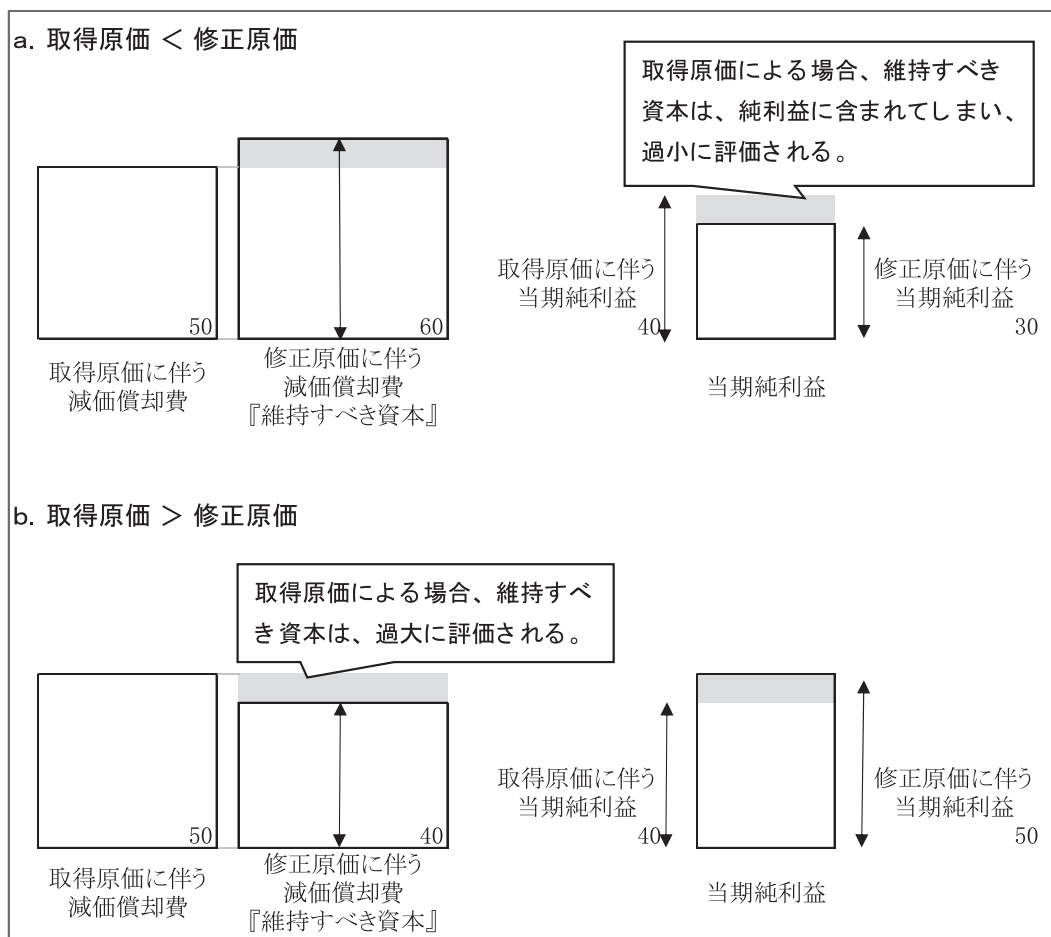 a. 取得原価 ＜ 修正原価
取得原価による場合、維持すべき
資本は、純利益に含まれてしまい、
過小に評価される。
50
60
取得原価に伴う
減価償却費
修正原価に伴う
減価償却費
『維持すべき資本』
取得原価に伴う
当期純利益
40
修正原価に伴う
当期純利益
30
当期純利益
b. 取得原価 ＞ 修正原価
取得原価による場合、維持すべ
き資本は、過大に評価される。
50
40
取得原価に伴う
減価償却費
修正原価に伴う
減価償却費
『維持すべき資本』
取得原価に伴う
当期純利益
40
修正原価に伴う
当期純利益
50
当期純利益